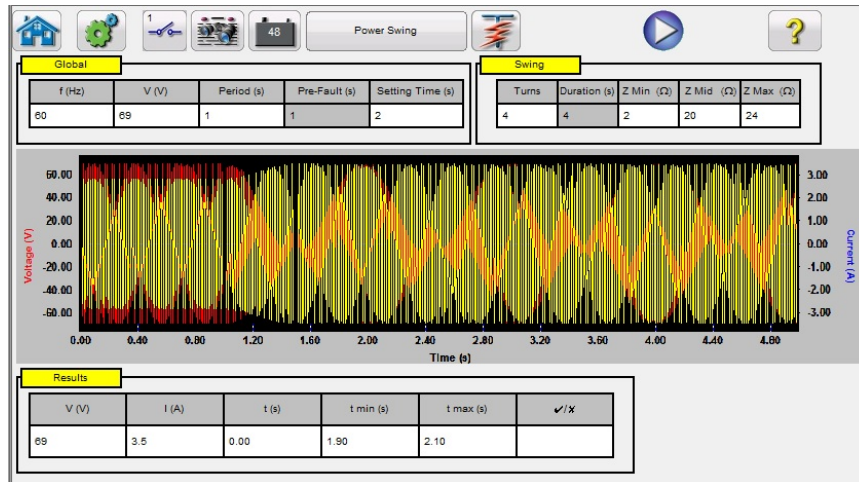 1
48
Power Swing
?
Global
f (Hz) V (V) Period (s) Pre-Fault (s) Setting Time (s)
60 69 1 1 2
Swing
Turns Duration (s) Z Min (Ω) Z Mid (Ω) Z Max (Ω)
4 4 2 20 24
Voltage (V)
60.00
40.00
20.00
0.00
-20.00
-40.00
-60.00
3.00
2.00
1.00
0.00
-1.00
-2.00
-3.00
Current (A)
0.00 0.40 0.80 1.20 1.60 2.00 2.40 2.80 3.20 3.60 4.00 4.40 4.80
Time (s)
Results
V (V) I (A) t (s) t min (s) t max (s) ✔/✘
69 3.5 0.00 1.90 2.10